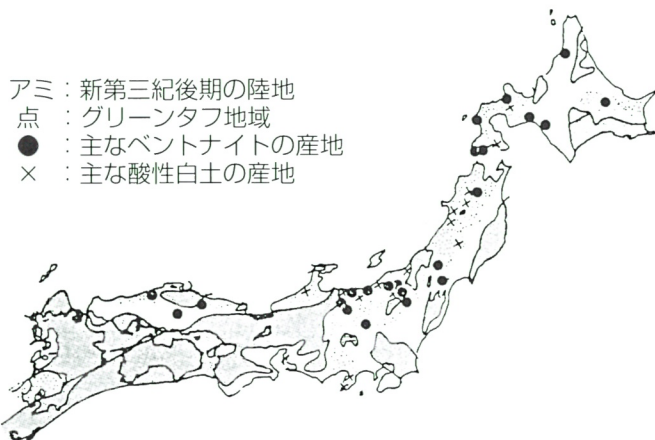 アミ：新第三紀後期の陸地
点：グリーンタフ地域
●：主なベントナイトの産地
×：主な酸性白土の産地